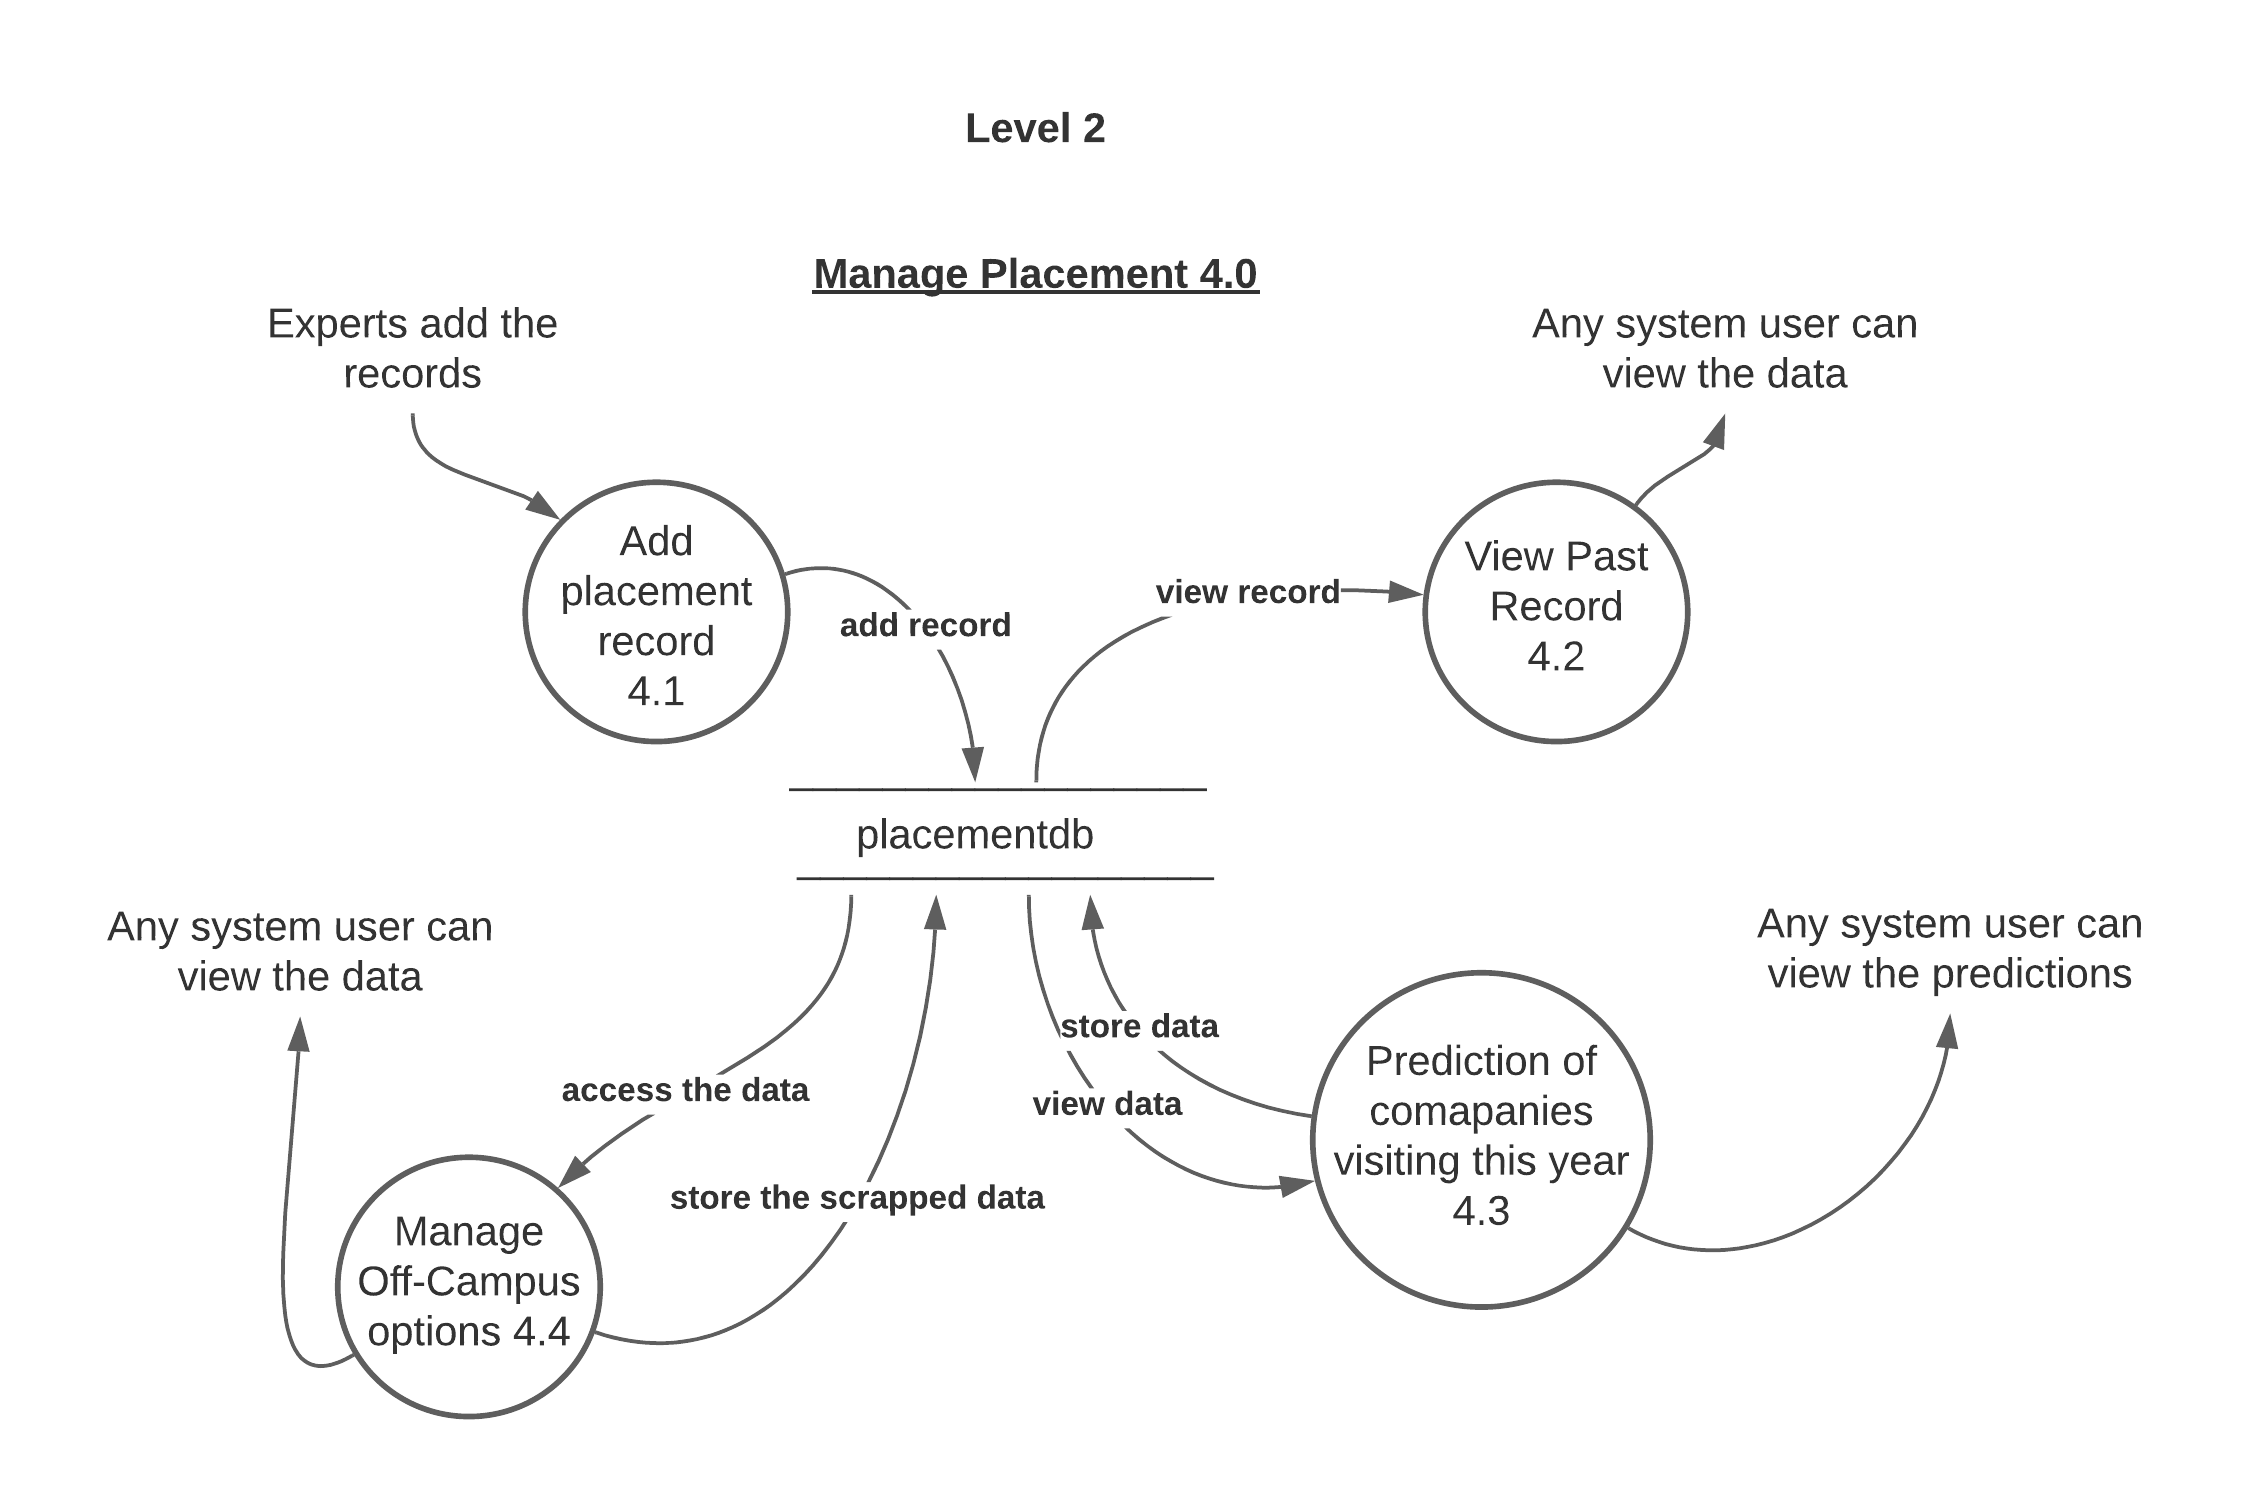 Level 2
Manage Placement 4.0
Experts add the
records
Any system user can
view the data
Add
placement
record
4.1
add record
view record
View Past
Record
4.2
placementdb
Any system user can
view the data
access the data
store the scrapped data
Manage
Off-Campus
options 4.4
store data
view data
Prediction of
comapanies
visiting this year
4.3
Any system user can
view the predictions